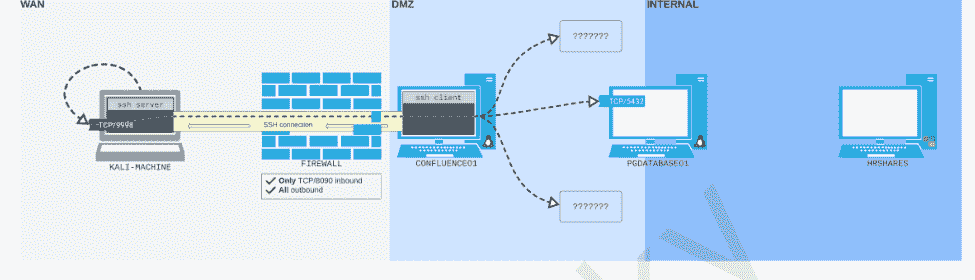 WAN
DMZ
INTERNAL
???????
ssh server
ssh client
TCP/5432
TCP/9998
SSH connection
KALI-MACHINE
FIREWALL
CONFLUENCE01
PGDATABASE01
HRSHARES
Only TCP/8090 inbound
All outbound
???????